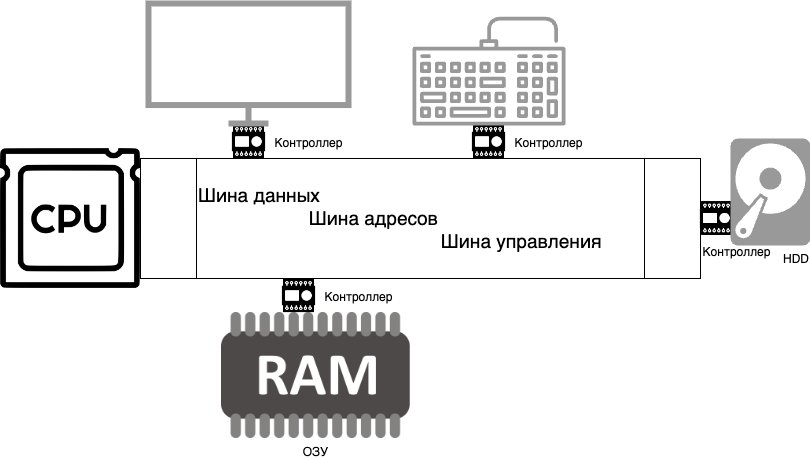 Контроллер
Контроллер
CPU
Шина данных
Шина адресов
Шина управления
Контроллер
HDD
Контроллер
RAM
ОЗУ